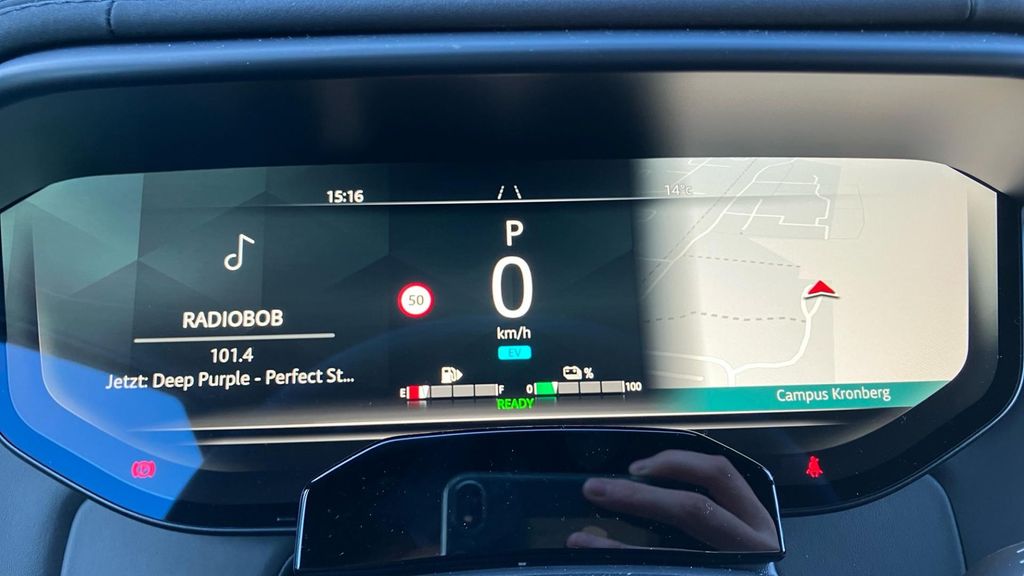 15:16
14°C
P
0
km/h
EV
50
RADIOBOB
101.4
Jetzt: Deep Purple - Perfect St...
E F
0 % 100
READY
Campus Kronberg